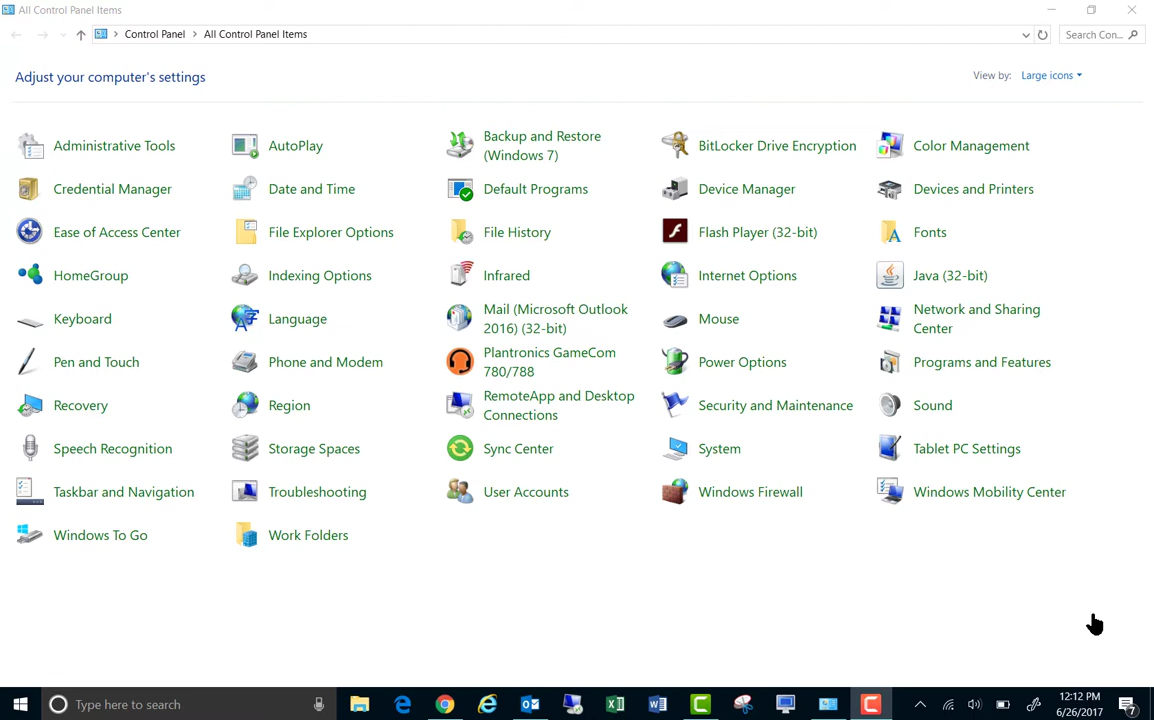 All Control Panel Items
Control Panel > All Control Panel Items
Search Con...
Adjust your computer's settings
View by: Large icons
Administrative Tools
AutoPlay
Backup and Restore
(Windows 7)
BitLocker Drive Encryption
Color Management
Credential Manager
Date and Time
Default Programs
Device Manager
Devices and Printers
Ease of Access Center
File Explorer Options
File History
Flash Player (32-bit)
Fonts
HomeGroup
Indexing Options
Infrared
Internet Options
Java (32-bit)
Keyboard
Language
Mail (Microsoft Outlook
2016) (32-bit)
Mouse
Network and Sharing
Center
Pen and Touch
Phone and Modem
Plantronics GameCom
780/788
Power Options
Programs and Features
Recovery
Region
RemoteApp and Desktop
Connections
Security and Maintenance
Sound
Speech Recognition
Storage Spaces
Sync Center
System
Tablet PC Settings
Taskbar and Navigation
Troubleshooting
User Accounts
Windows Firewall
Windows Mobility Center
Windows To Go
Work Folders
Type here to search
12:12 PM
6/26/2017
7